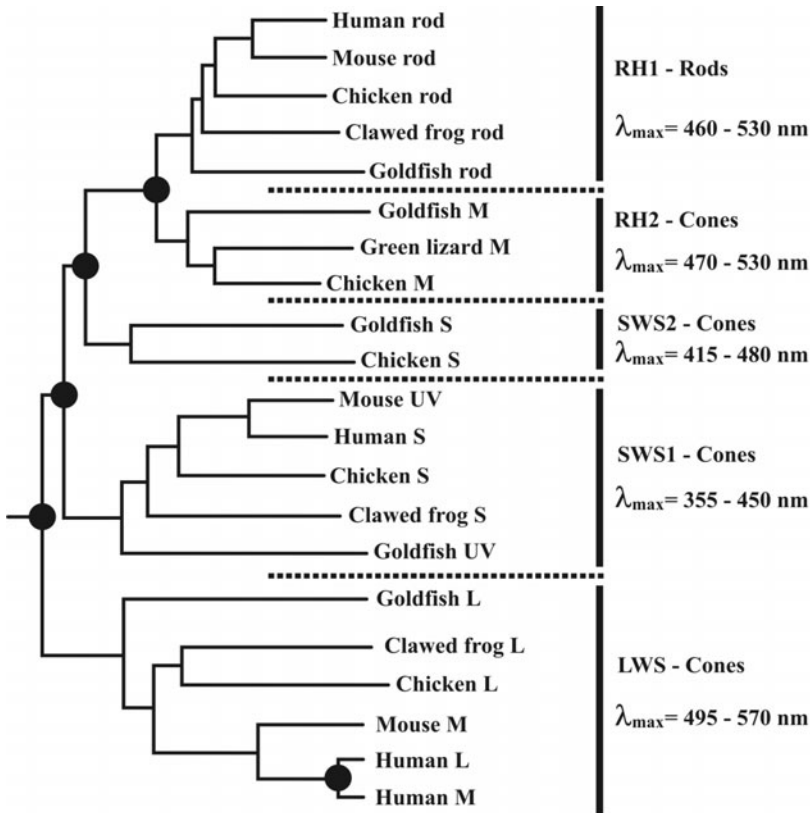 Human rod
Mouse rod
Chicken rod
Clawed frog rod
Goldfish rod
RH1 - Rods
λmax= 460 - 530 nm
Goldfish M
Green lizard M
Chicken M
RH2 - Cones
λmax= 470 - 530 nm
Goldfish S
Chicken S
SWS2 - Cones
λmax= 415 - 480 nm
Mouse UV
Human S
Chicken S
Clawed frog S
Goldfish UV
SWS1 - Cones
λmax= 355 - 450 nm
Goldfish L
Clawed frog L
Chicken L
Mouse M
Human L
Human M
LWS - Cones
λmax= 495 - 570 nm